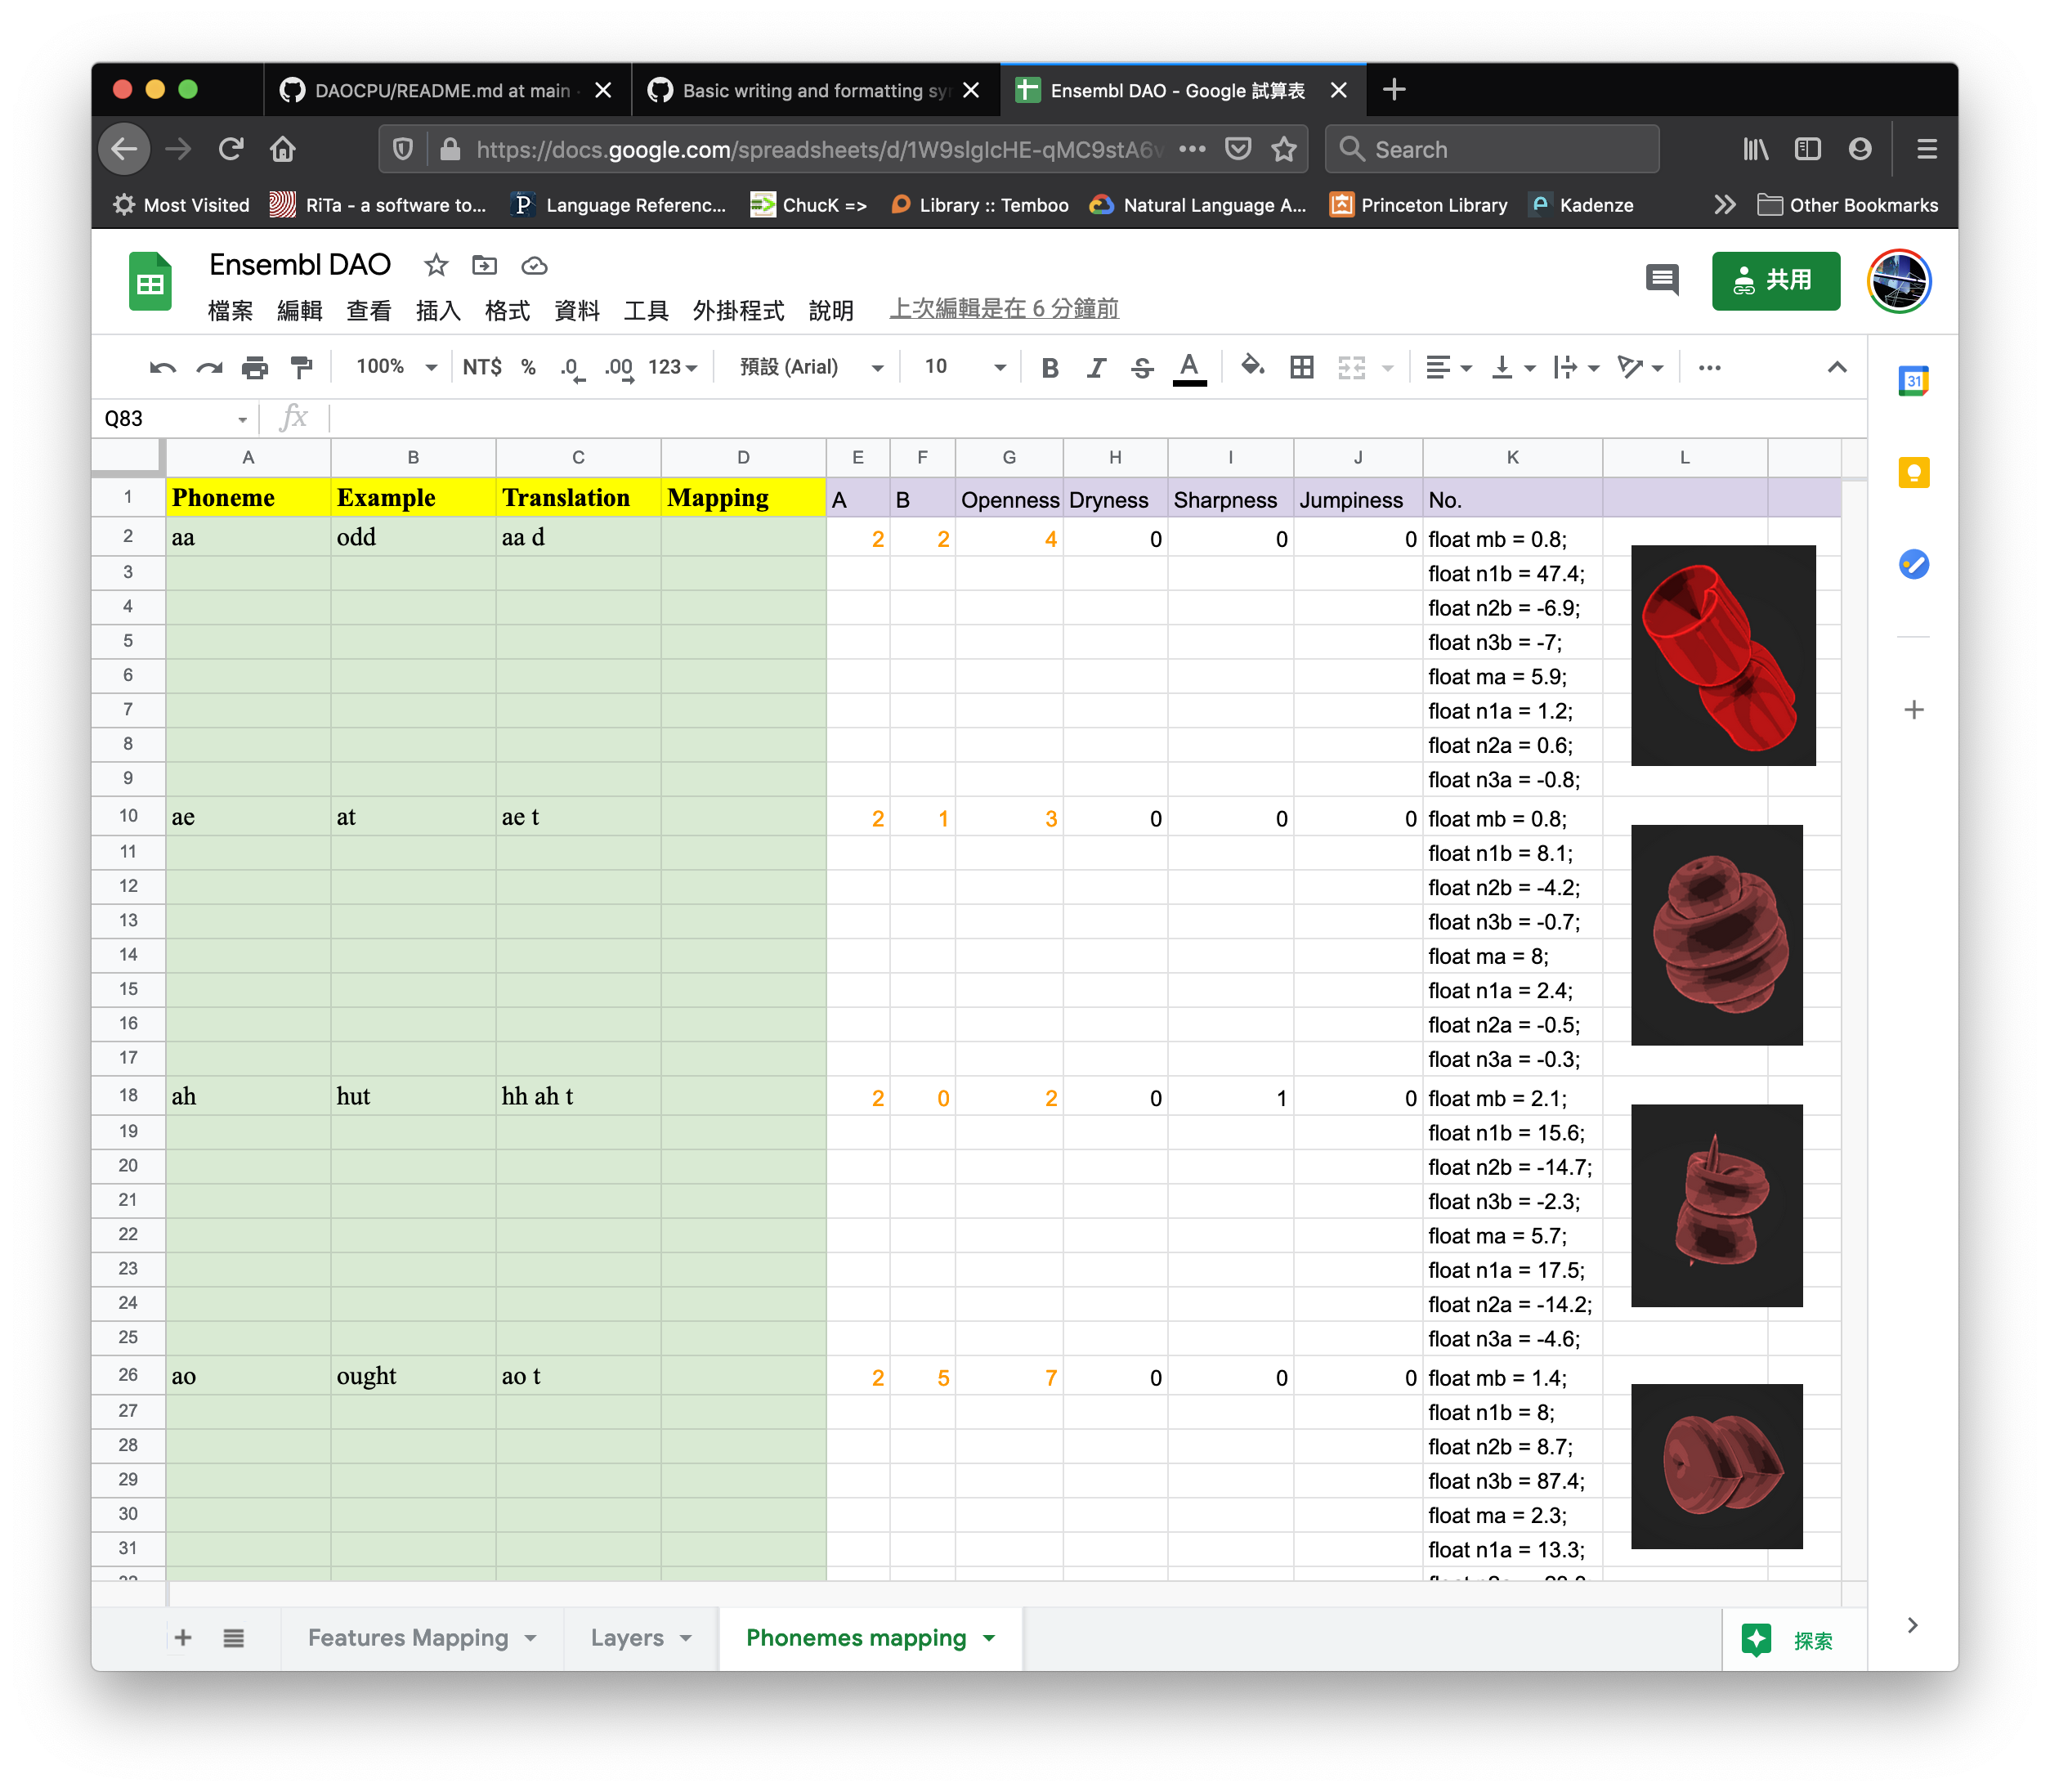 DAOCPU/README.md at main
Basic writing and formatting sy
Ensembl DAO - Google 試算表
https://docs.google.com/spreadsheets/d/1W9slgIcHE-qMC9stA6v
Search
Most Visited
RiTa - a software to...
Language Referenc...
ChucK =>
Library :: Temboo
Natural Language A...
Princeton Library
Kadenze
Other Bookmarks
Ensembl DAO
共用
檔案 編輯 查看 插入 格式 資料 工具 外掛程式 說明 上次編輯是在 6 分鐘前
100% NT$ % .0 .00 123 預設 (Arial) 10 B I S A
31
Q83 fx
A B C D E F G H I J K L
1 Phoneme Example Translation Mapping A B Openness Dryness Sharpness Jumpiness No.
2 aa odd aa d 2 2 4 0 0 0 float mb = 0.8;
3 float n1b = 47.4;
4 float n2b = -6.9;
5 float n3b = -7;
6 float ma = 5.9;
7 float n1a = 1.2;
8 float n2a = 0.6;
9 float n3a = -0.8;
10 ae at ae t 2 1 3 0 0 0 float mb = 0.8;
11 float n1b = 8.1;
12 float n2b = -4.2;
13 float n3b = -0.7;
14 float ma = 8;
15 float n1a = 2.4;
16 float n2a = -0.5;
17 float n3a = -0.3;
18 ah hut hh ah t 2 0 2 0 1 0 float mb = 2.1;
19 float n1b = 15.6;
20 float n2b = -14.7;
21 float n3b = -2.3;
22 float ma = 5.7;
23 float n1a = 17.5;
24 float n2a = -14.2;
25 float n3a = -4.6;
26 ao ought ao t 2 5 7 0 0 0 float mb = 1.4;
27 float n1b = 8;
28 float n2b = 8.7;
29 float n3b = 87.4;
30 float ma = 2.3;
31 float n1a = 13.3;
Features Mapping
Layers
Phonemes mapping
探索